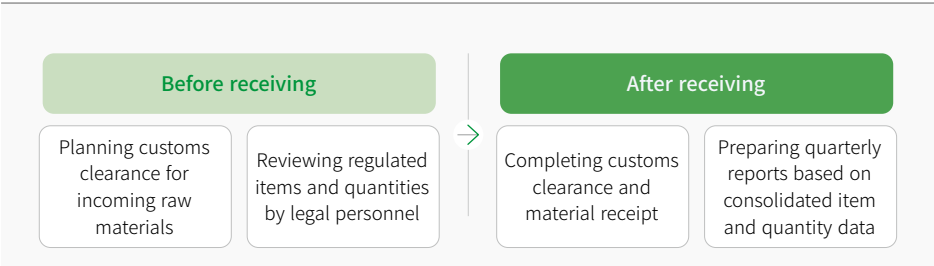 Before receiving
Planning customs
clearance for
incoming raw
materials
Reviewing regulated
items and quantities
by legal personnel
After receiving
Completing customs
clearance and
material receipt
Preparing quarterly
reports based on
consolidated item
and quantity data